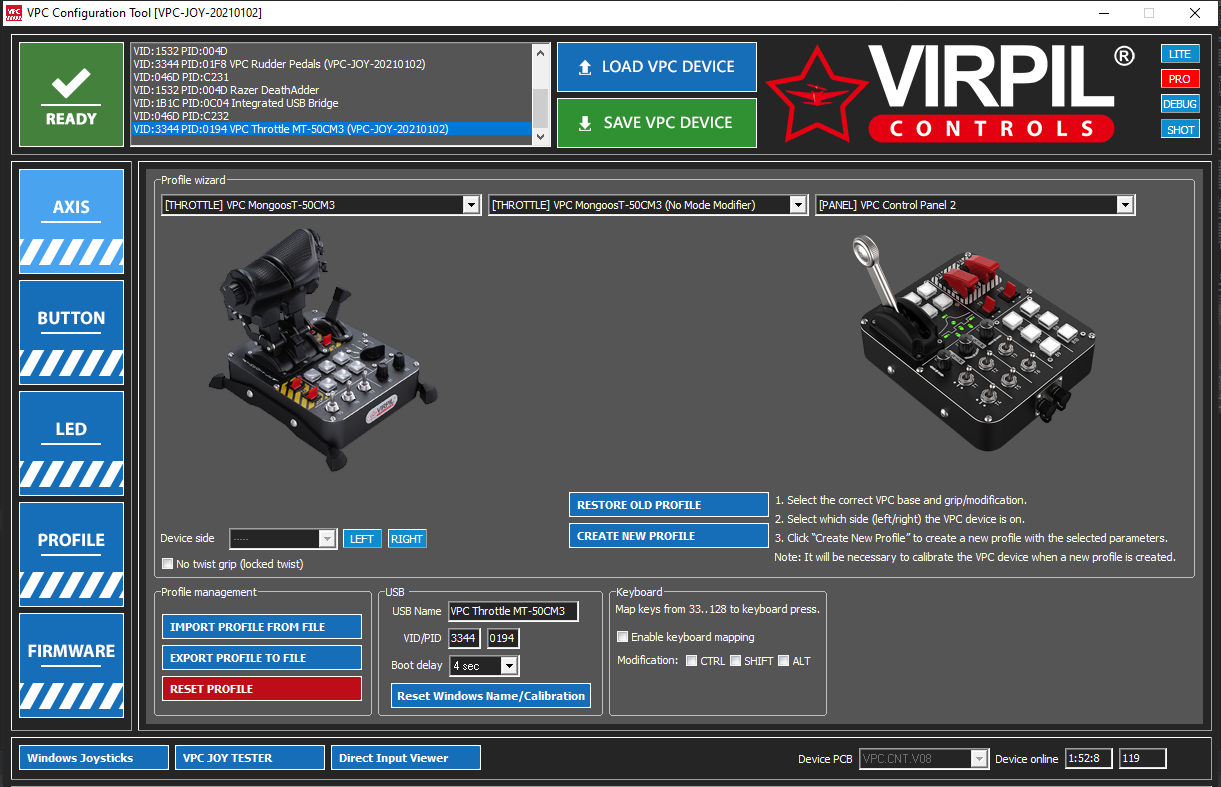 VPC Configuration Tool [VPC-JOY-20210102]
READY
VID:1532 PID:004D
VID:3344 PID:01F8 VPC Rudder Pedals (VPC-JOY-20210102)
VID:046D PID:C231
VID:1532 PID:004D Razer DeathAdder
VID:1B1C PID:0C04 Integrated USB Bridge
VID:046D PID:C232
VID:3344 PID:0194 VPC Throttle MT-50CM3 (VPC-JOY-20210102)
LOAD VPC DEVICE
SAVE VPC DEVICE
VIRPIL®
CONTROLS
LITE
PRO
DEBUG
SHOT
AXIS
BUTTON
LED
PROFILE
FIRMWARE
Profile wizard
[THROTTLE] VPC MongoosT-50CM3
[THROTTLE] VPC MongoosT-50CM3 (No Mode Modifier)
[PANEL] VPC Control Panel 2
VIRPIL
RESTORE OLD PROFILE
CREATE NEW PROFILE
1. Select the correct VPC base and grip/modification.
2. Select which side (left/right) the VPC device is on.
3. Click “Create New Profile” to create a new profile with the selected parameters.
Note: It will be necessary to calibrate the VPC device when a new profile is created.
Device side
-----
LEFT
RIGHT
No twist grip (locked twist)
Profile management
IMPORT PROFILE FROM FILE
EXPORT PROFILE TO FILE
RESET PROFILE
USB
USB Name VPC Throttle MT-50CM3
VID/PID 3344 0194
Boot delay 4 sec
Reset Windows Name/Calibration
Keyboard
Map keys from 33..128 to keyboard press.
Enable keyboard mapping
Modification: CTRL SHIFT ALT
Windows Joysticks
VPC JOY TESTER
Direct Input Viewer
Device PCB VPC.CNT.V08
Device online 1:52:8 119